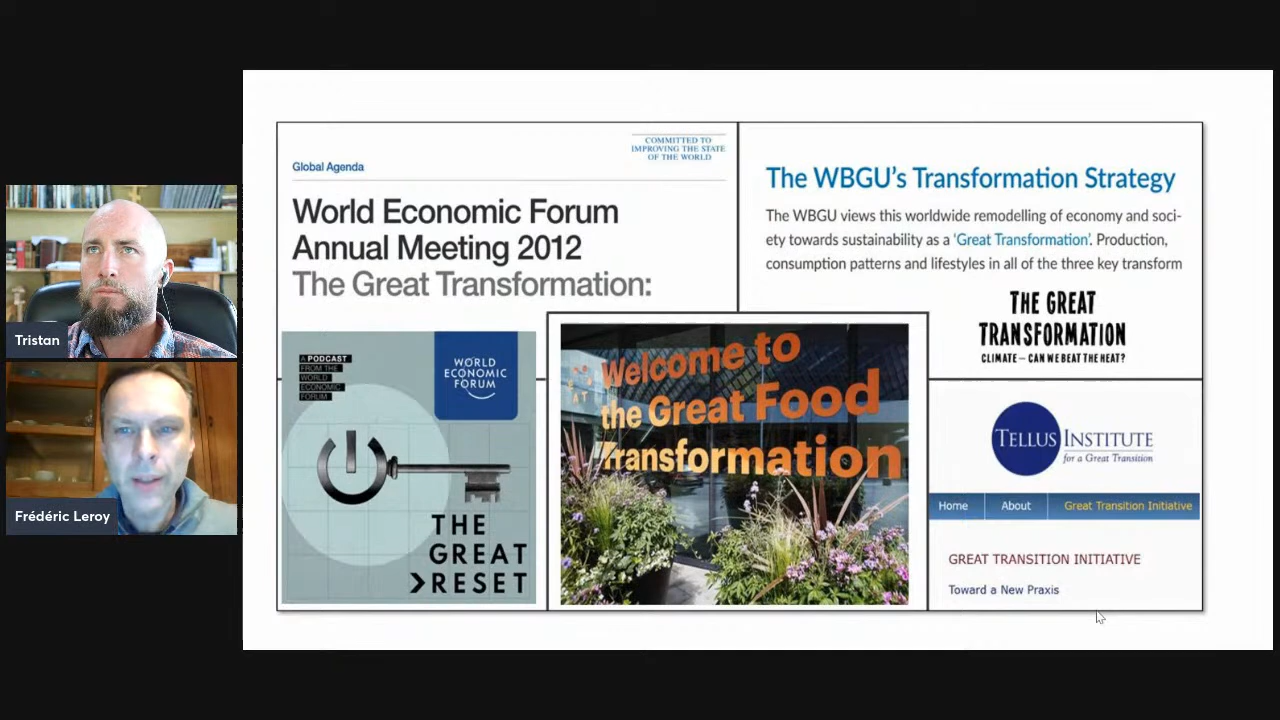 Tristan
Frédéric Leroy
COMMITTED TO
IMPROVING THE STATE
OF THE WORLD
Global Agenda
World Economic Forum
Annual Meeting 2012
The Great Transformation:
The WBGU's Transformation Strategy
The WBGU views this worldwide remodelling of economy and soci-
ety towards sustainability as a 'Great Transformation'. Production,
consumption patterns and lifestyles in all of the three key transform
THE GREAT
TRANSFORMATION
CLIMATE – CAN WE BEAT THE HEAT?
A PODCAST
FROM THE
WORLD
ECONOMIC
FORUM
WORLD
ECONOMIC
FORUM
THE
GREAT
RESET
Welcome to
the Great Food
Transformation
TELLUS INSTITUTE
for a Great Transition
Home About Great Transition Initiative
GREAT TRANSITION INITIATIVE
Toward a New Praxis